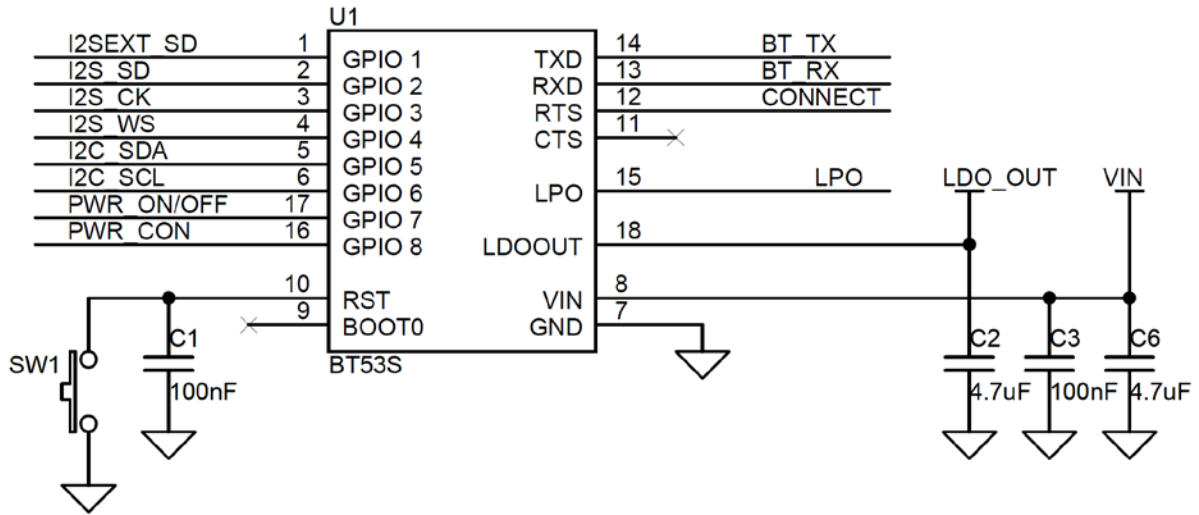 U1
I2SEXT_SD 1 GPIO 1 TXD 14 BT_TX
I2S_SD 2 GPIO 2 RXD 13 BT_RX
I2S_CK 3 GPIO 3 RTS 12 CONNECT
I2S_WS 4 GPIO 4 CTS 11
I2C_SDA 5 GPIO 5
I2C_SCL 6 GPIO 6 LPO 15 LPO LDO_OUT VIN
PWR_ON/OFF 17 GPIO 7
PWR_CON 16 GPIO 8 LDOOUT 18
10 RST VIN 8
9 BOOT0 GND 7
BT53S
SW1
C1
100nF
C2 C3 C6
4.7uF 100nF 4.7uF